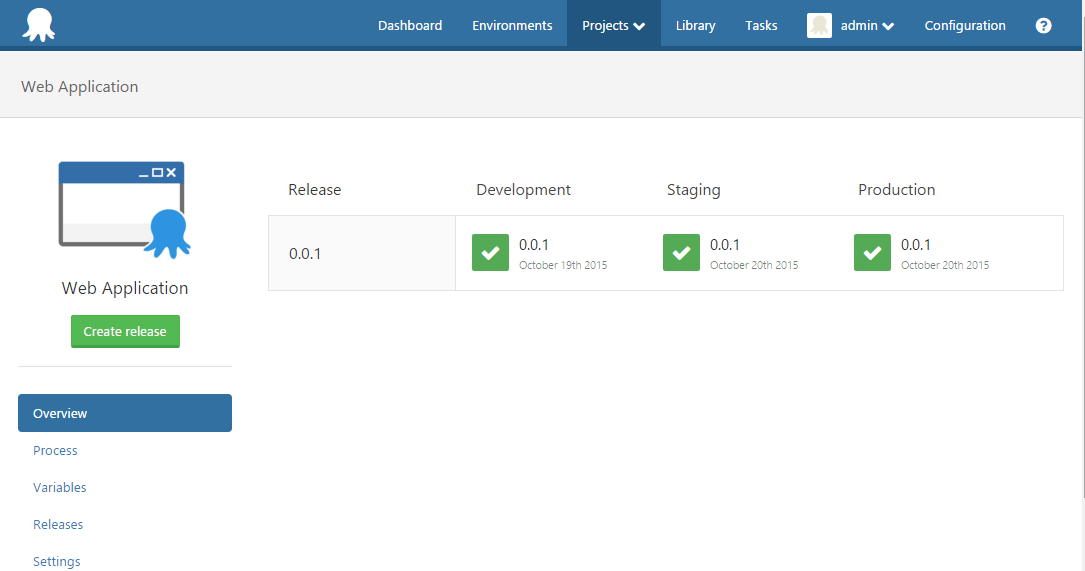 Dashboard Environments Projects Library Tasks admin Configuration ?
Web Application
Release Development Staging Production
0.0.1 0.0.1 0.0.1 0.0.1
October 19th 2015 October 20th 2015 October 20th 2015
Web Application
Create release
Overview
Process
Variables
Releases
Settings